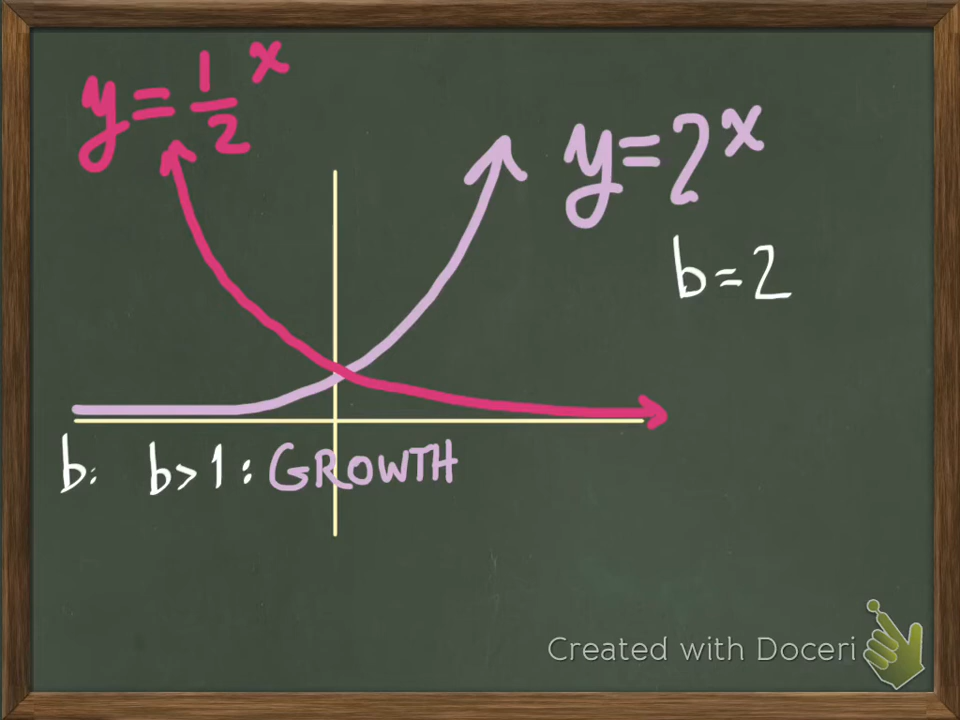 y = 1/2^x
y = 2^x
b = 2
b: b > 1 : GROWTH
Created with Doceri